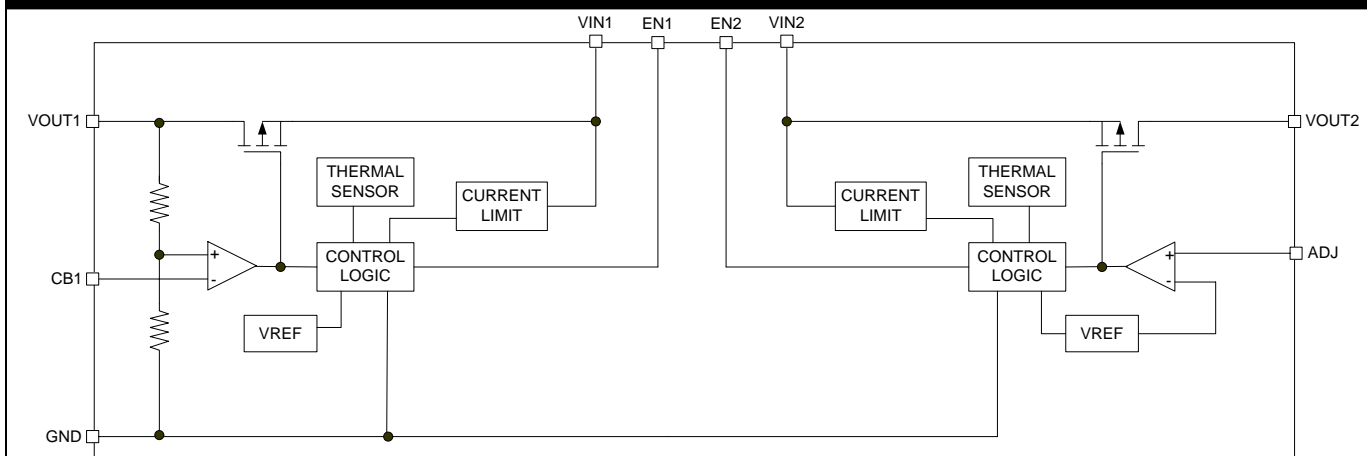 VIN1 EN1 EN2 VIN2
VOUT1
VOUT2
THERMAL
SENSOR
THERMAL
SENSOR
CURRENT
LIMIT
CURRENT
LIMIT
+
-
CONTROL
LOGIC
CONTROL
LOGIC
+
-
ADJ
CB1
VREF
VREF
GND